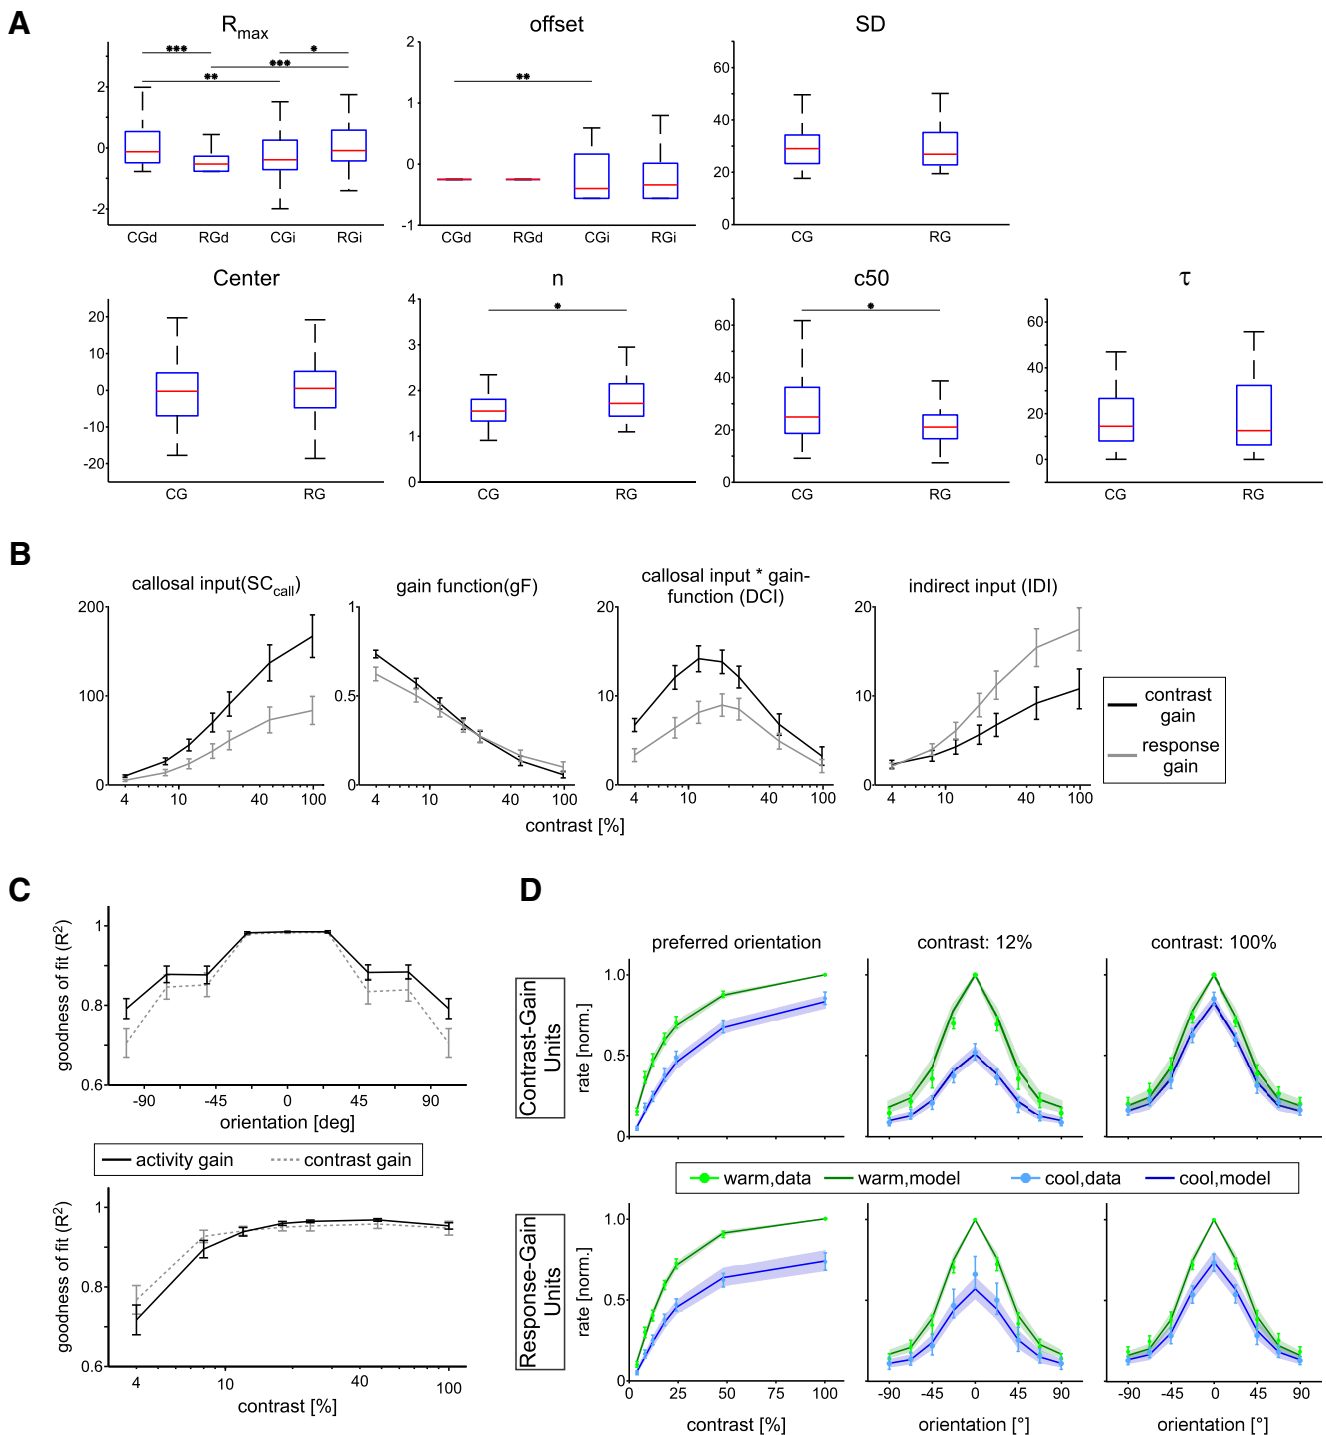 A
R_max
offset
SD
*** *
***
**
2
0
-2
CGd RGd CGi RGi
**
2
1
0
-1
CGd RGd CGi RGi
60
40
20
0
CG RG
Center
n
c50
τ
20
10
0
-10
-20
CG RG
*
4
3
2
1
0
CG RG
*
60
40
20
0
CG RG
60
40
20
0
CG RG
B
callosal input(SC_call)
gain function(gF)
callosal input * gain-
function (DCI)
indirect input (IDI)
200
100
0
4 10 40 100
1
0.5
0
4 10 40 100
20
10
0
4 10 40 100
20
10
0
4 10 40 100
contrast
gain
response
gain
contrast [%]
C
goodness of fit (R²)
1
0.8
0.6
-90 -45 0 45 90
orientation [deg]
activity gain contrast gain
goodness of fit (R²)
1
0.8
0.6
4 10 40 100
contrast [%]
D
preferred orientation
contrast: 12%
contrast: 100%
Contrast-Gain
Units
rate [norm.]
1.0
0.5
0
warm,data warm,model cool,data cool,model
Response-Gain
Units
rate [norm.]
1.0
0.5
0
0 25 50 75 100
contrast [%]
-90 -45 0 45 90
orientation [°]
-90 -45 0 45 90
orientation [°]